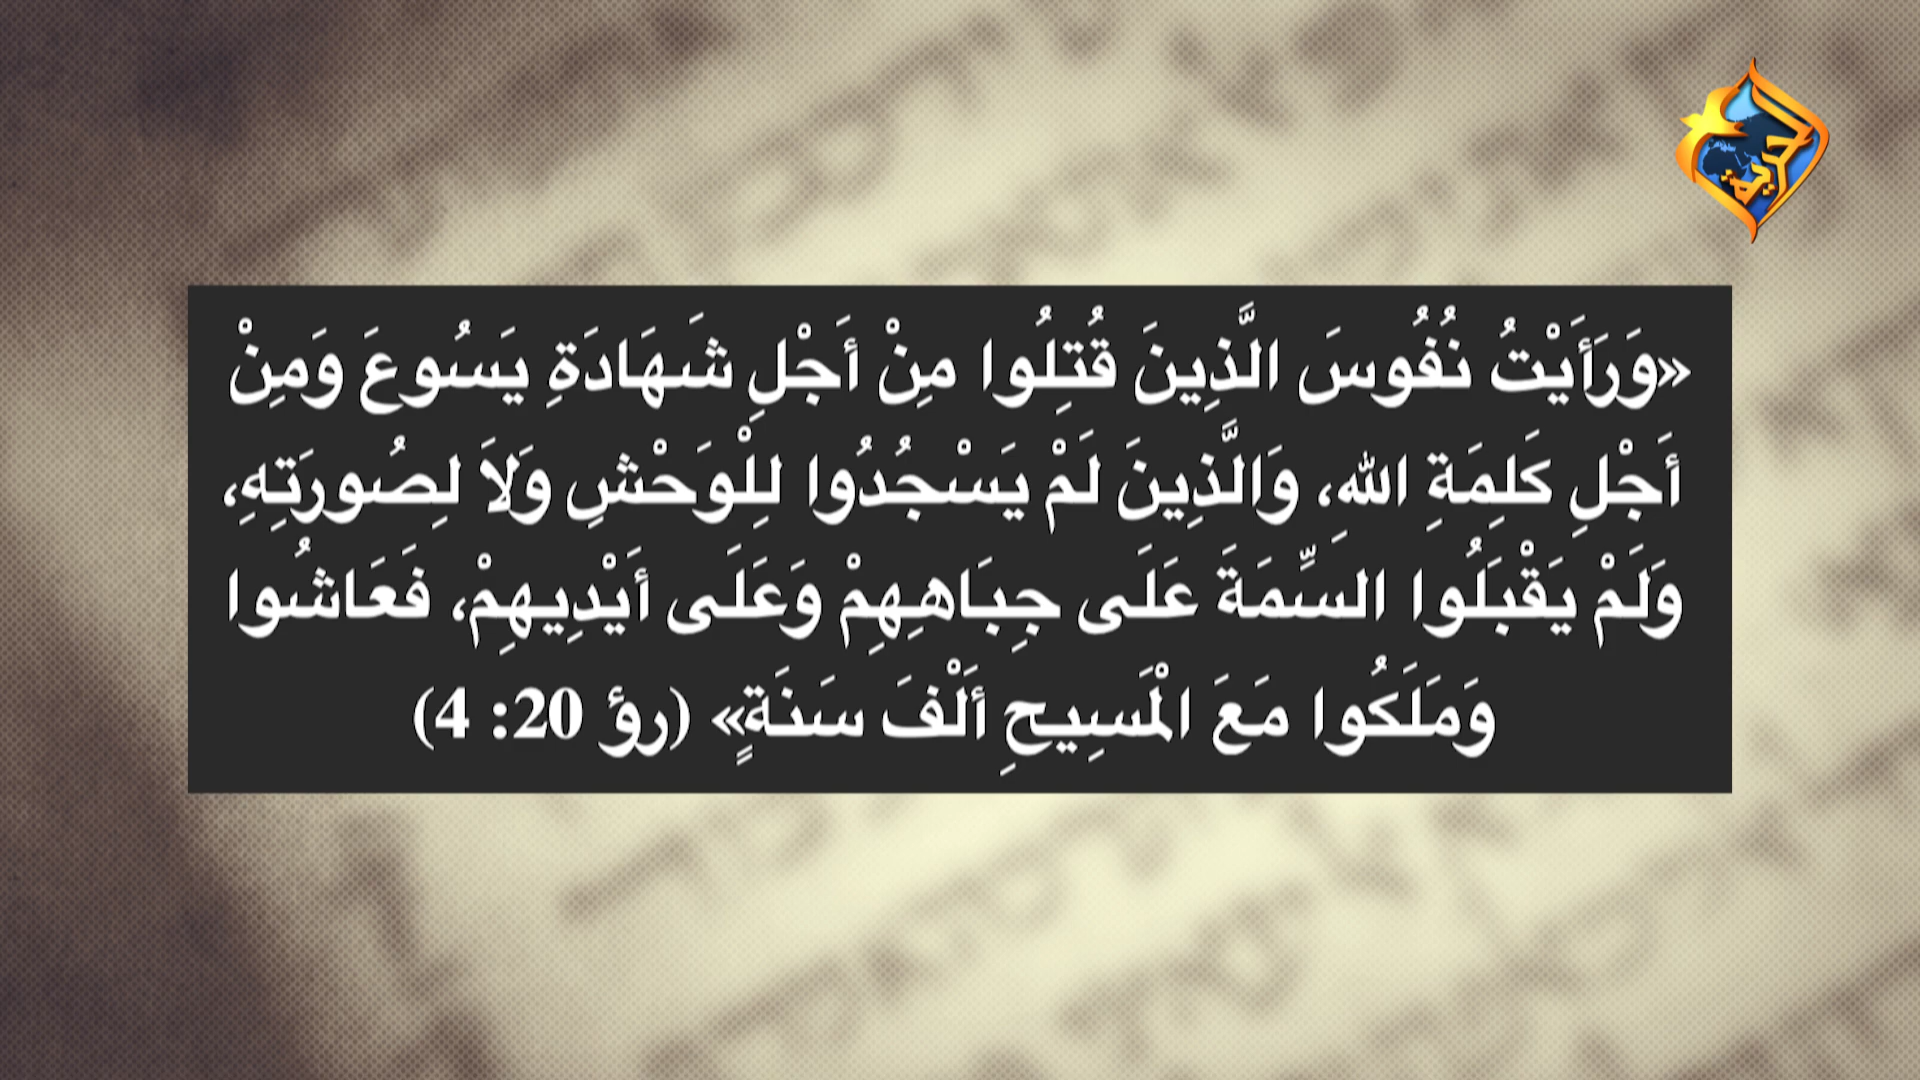 الحرية
«وَرَأَيْتُ نُفُوسَ الَّذِينَ قُتِلُوا مِنْ أَجْلِ شَهَادَةِ يَسُوعَ وَمِنْ
أَجْلِ كَلِمَةِ اللهِ، وَالَّذِينَ لَمْ يَسْجُدُوا لِلْوَحْشِ وَلاَ لِصُورَتِهِ،
وَلَمْ يَقْبَلُوا السِّمَةَ عَلَى جِبَاهِهِمْ وَعَلَى أَيْدِيهِمْ، فَعَاشُوا
وَمَلَكُوا مَعَ الْمَسِيحِ أَلْفَ سَنَةٍ» (رؤ 20: 4)